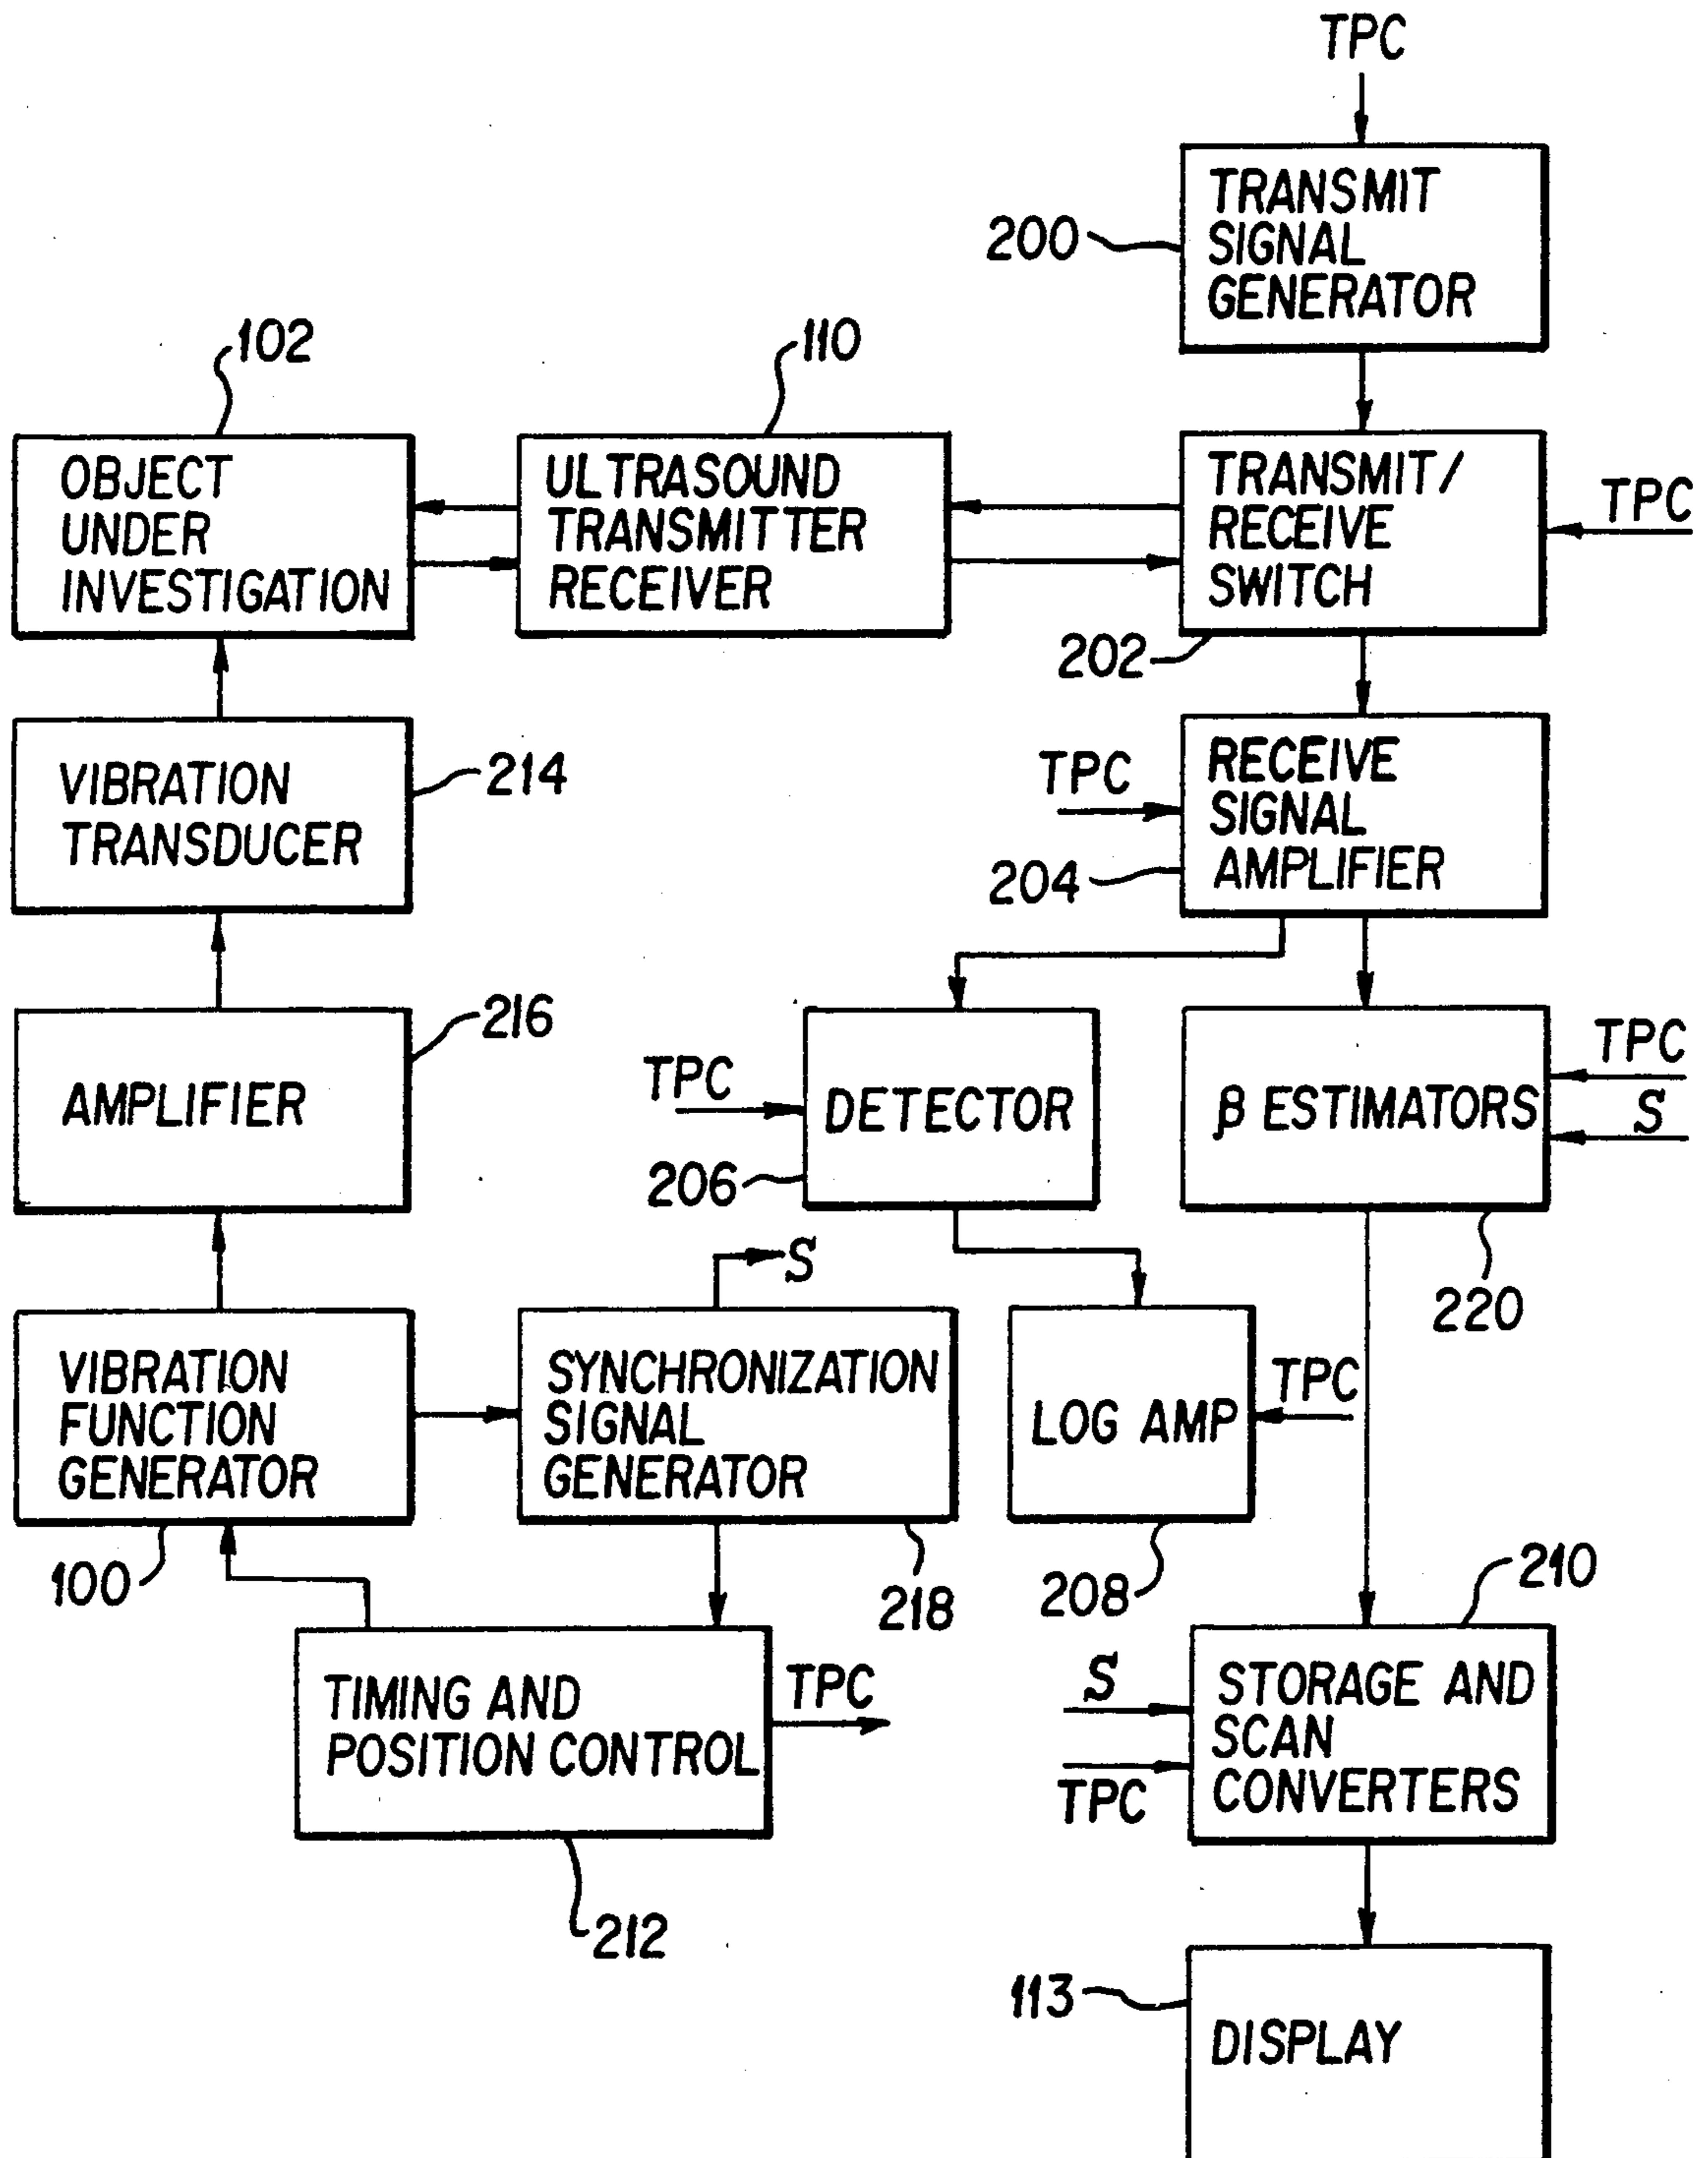 TPC
TRANSMIT
SIGNAL
GENERATOR
200
102
110
OBJECT
UNDER
INVESTIGATION
ULTRASOUND
TRANSMITTER
RECEIVER
TRANSMIT/
RECEIVE
SWITCH
TPC
202
VIBRATION
TRANSDUCER
214
TPC
RECEIVE
SIGNAL
AMPLIFIER
204
AMPLIFIER
216
TPC
DETECTOR
206
β ESTIMATORS
TPC
S
220
S
VIBRATION
FUNCTION
GENERATOR
100
SYNCHRONIZATION
SIGNAL
GENERATOR
218
LOG AMP
TPC
208
210
TIMING AND
POSITION CONTROL
TPC
212
S
TPC
STORAGE AND
SCAN
CONVERTERS
113
DISPLAY